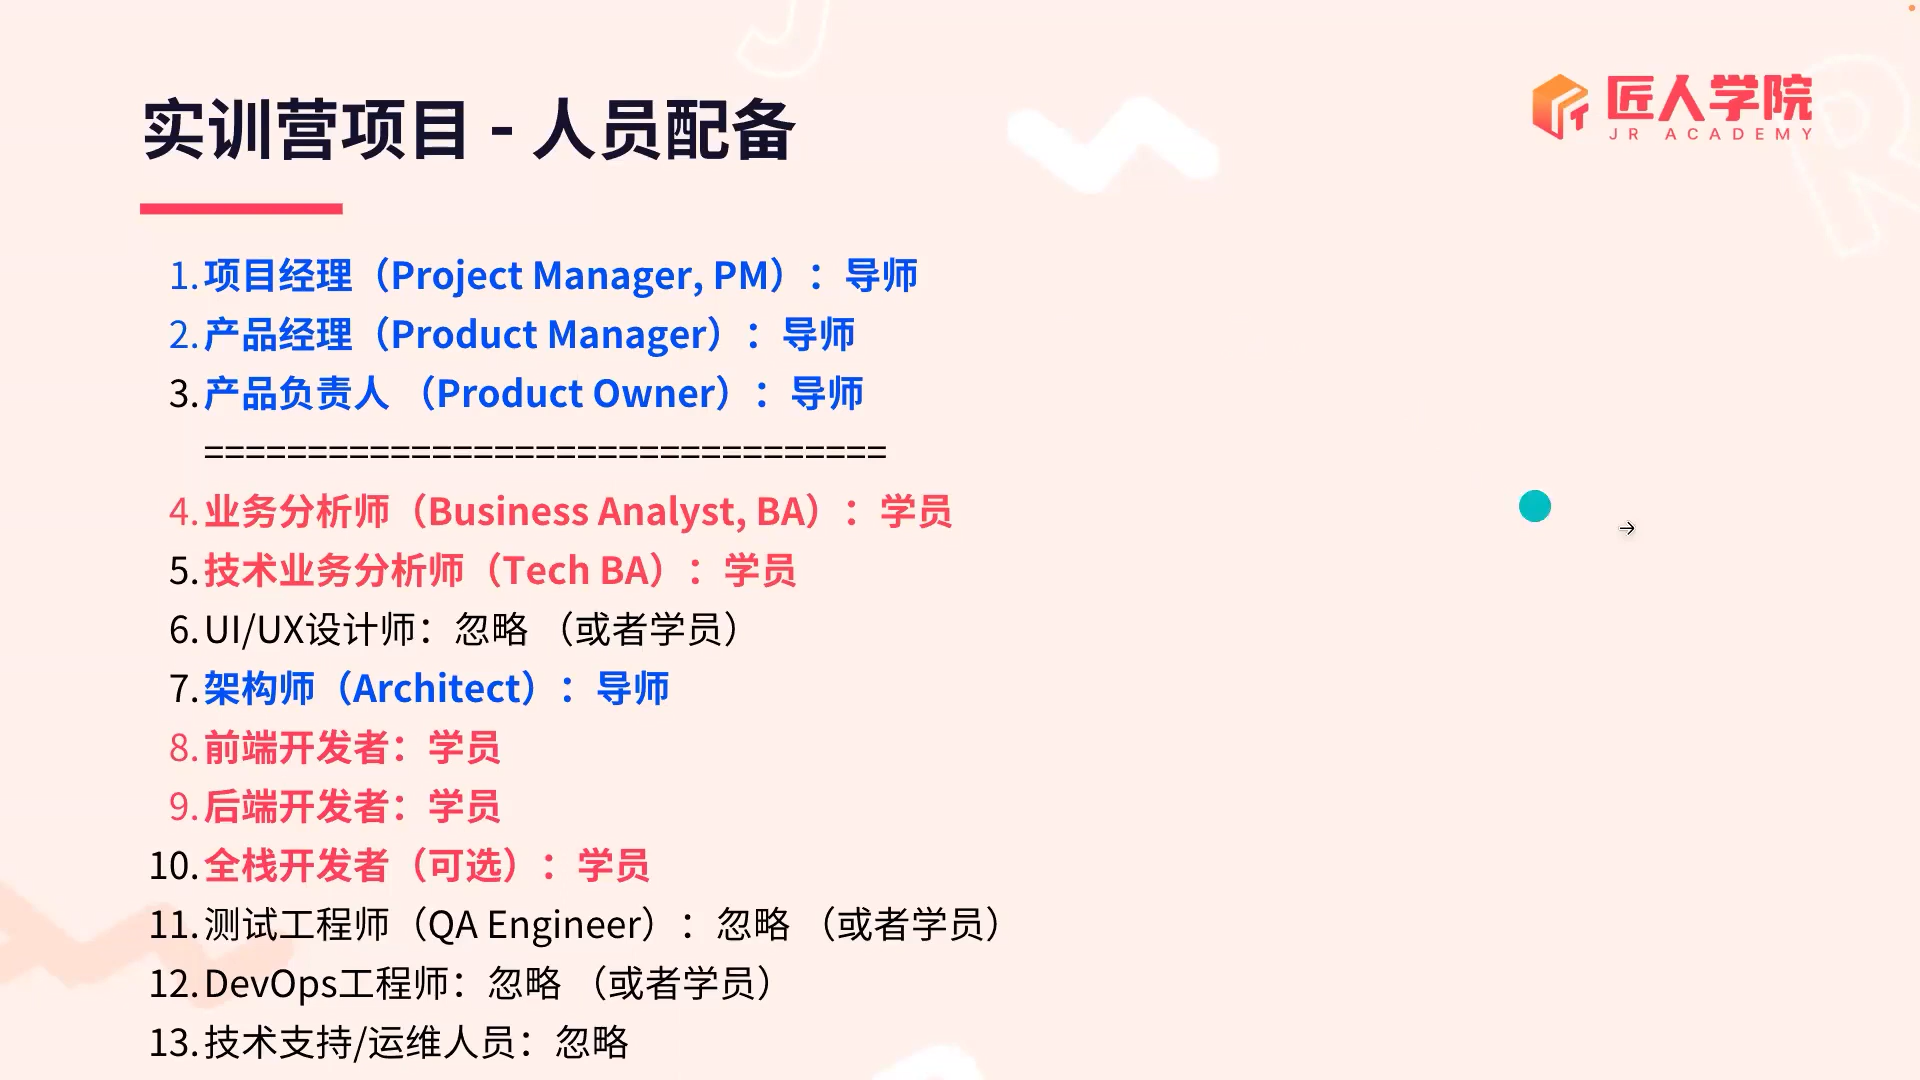 实训营项目 - 人员配备
匠人学院
JR ACADEMY
1. 项目经理（Project Manager, PM）：导师
2. 产品经理（Product Manager）：导师
3. 产品负责人 （Product Owner）：导师
=================================
4. 业务分析师（Business Analyst, BA）：学员
5. 技术业务分析师（Tech BA）：学员
6. UI/UX设计师：忽略 （或者学员）
7. 架构师（Architect）：导师
8. 前端开发者：学员
9. 后端开发者：学员
10. 全栈开发者（可选）：学员
11. 测试工程师（QA Engineer）：忽略 （或者学员）
12. DevOps工程师：忽略 （或者学员）
13. 技术支持/运维人员：忽略